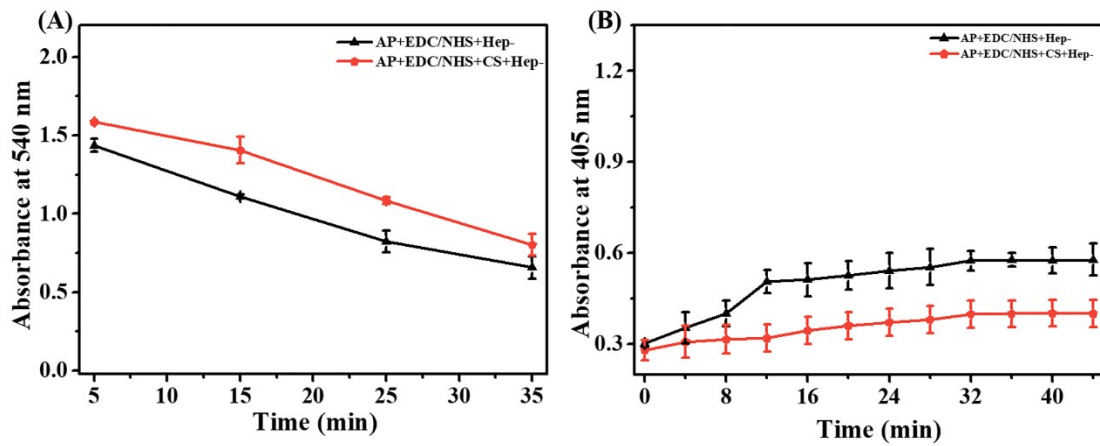 (A)
AP+EDC/NHS+Hep-
AP+EDC/NHS+CS+Hep-
Absorbance at 540 nm
2.0
1.5
1.0
0.5
0.0
5 10 15 20 25 30 35
Time (min)
(B)
AP+EDC/NHS+Hep-
AP+EDC/NHS+CS+Hep-
Absorbance at 405 nm
1.2
0.9
0.6
0.3
0 8 16 24 32 40
Time (min)